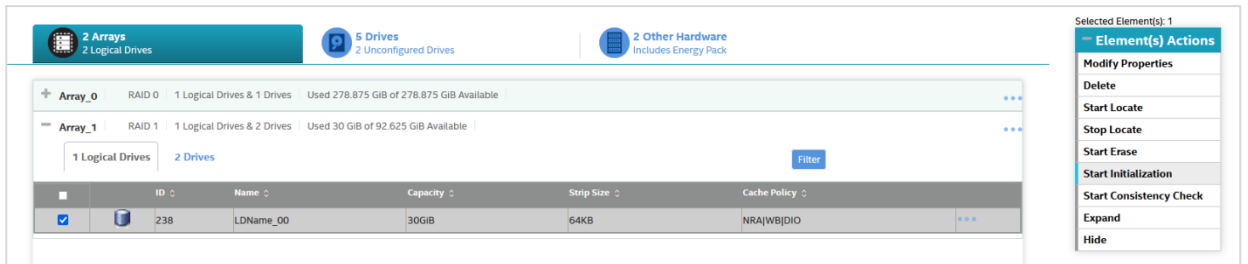 Selected Element(s): 1
2 Arrays
2 Logical Drives
5 Drives
2 Unconfigured Drives
2 Other Hardware
Includes Energy Pack
Element(s) Actions
Modify Properties
Delete
Start Locate
Stop Locate
Start Erase
Start Initialization
Start Consistency Check
Expand
Hide
Array_0 RAID 0 1 Logical Drives & 1 Drives Used 278.875 GiB of 278.875 GiB Available
Array_1 RAID 1 1 Logical Drives & 2 Drives Used 30 GiB of 92.625 GiB Available
1 Logical Drives 2 Drives Filter
ID Name Capacity Strip Size Cache Policy
238 LDName_00 30GiB 64KB NRA|WB|DIO